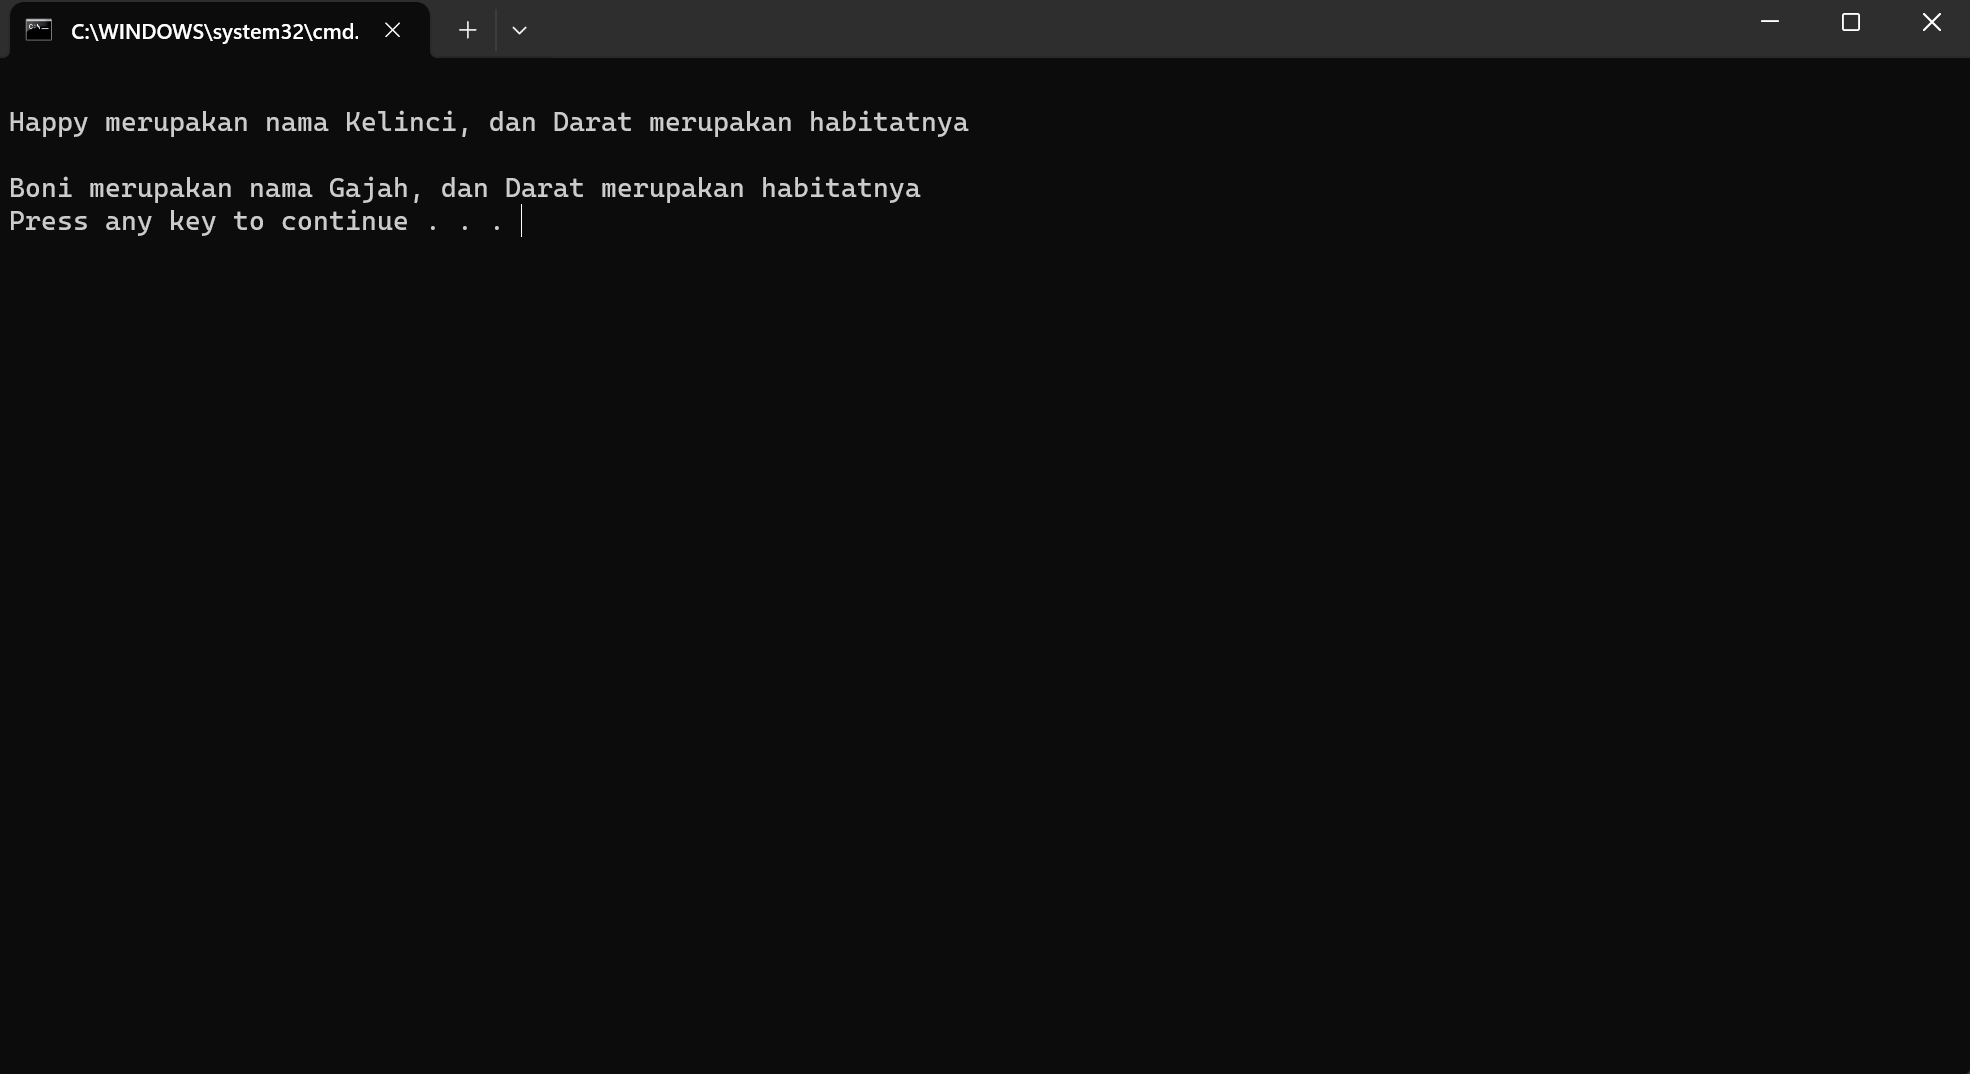 C:\WINDOWS\system32\cmd.
Happy merupakan nama Kelinci, dan Darat merupakan habitatnya
Boni merupakan nama Gajah, dan Darat merupakan habitatnya
Press any key to continue . . .